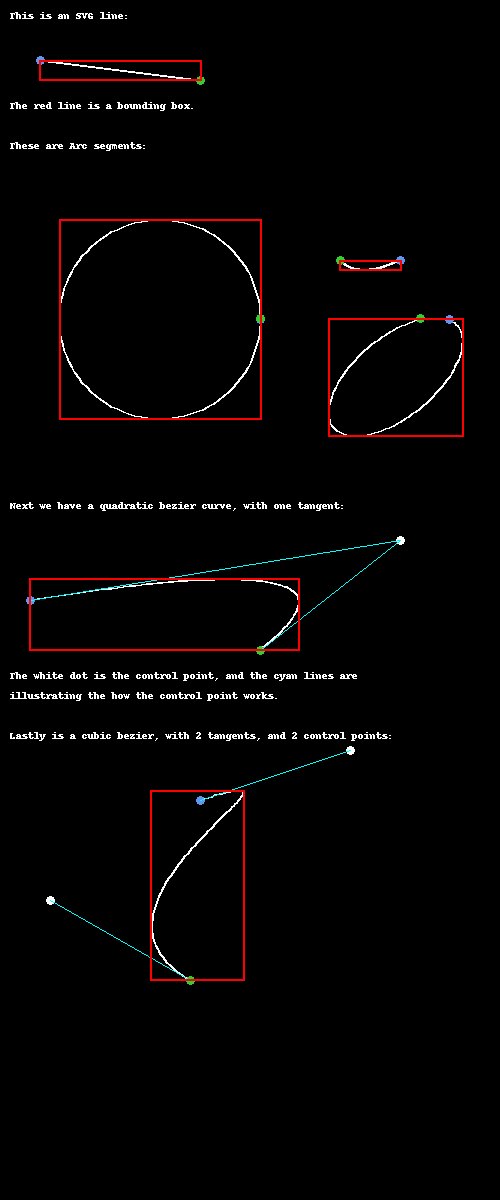 This is an SVG line:
The red line is a bounding box.
These are Arc segments:
Next we have a quadratic bezier curve, with one tangent:
The white dot is the control point, and the cyan lines are
illustrating the how the control point works.
Lastly is a cubic bezier, with 2 tangents, and 2 control points: